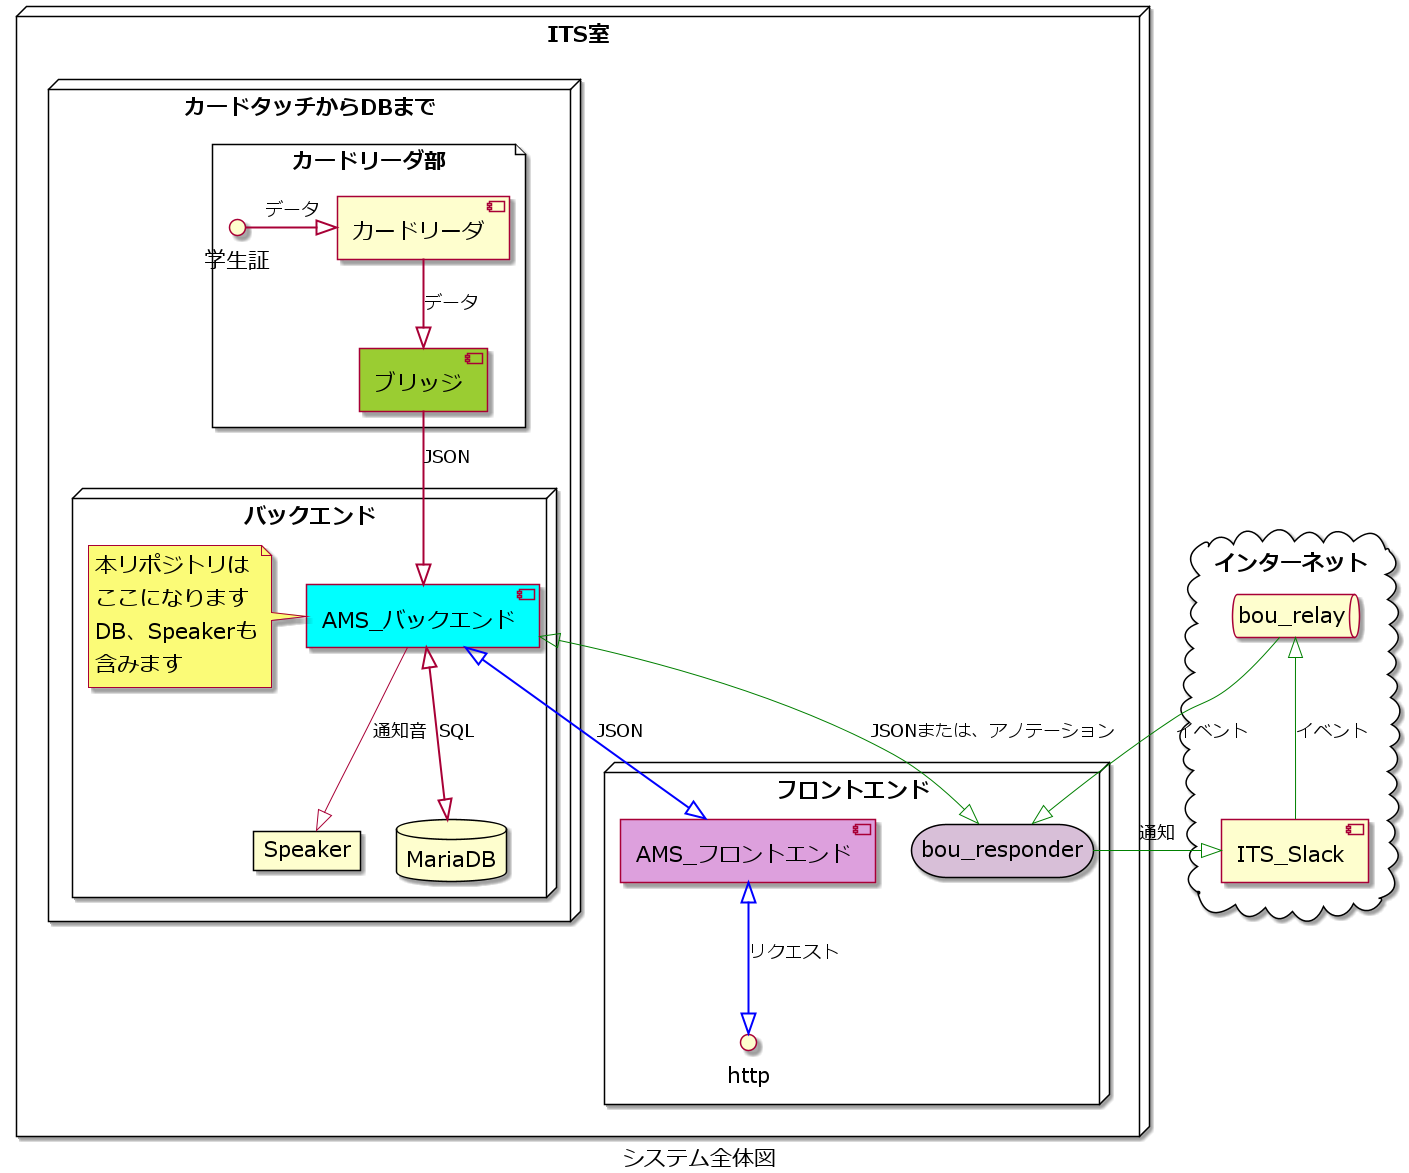 ITS室
カードタッチからDBまで
カードリーダ部
データ
カードリーダ
学生証
データ
ブリッジ
JSON
バックエンド
本リポジトリは
ここになります
DB、Speakerも
含みます
AMS_バックエンド
インターネット
bou_relay
通知音
SQL
JSON
JSONまたは、アノテーション
イベント
イベント
フロントエンド
Speaker
MariaDB
AMS_フロントエンド
bou_responder
通知
ITS_Slack
リクエスト
http
システム全体図